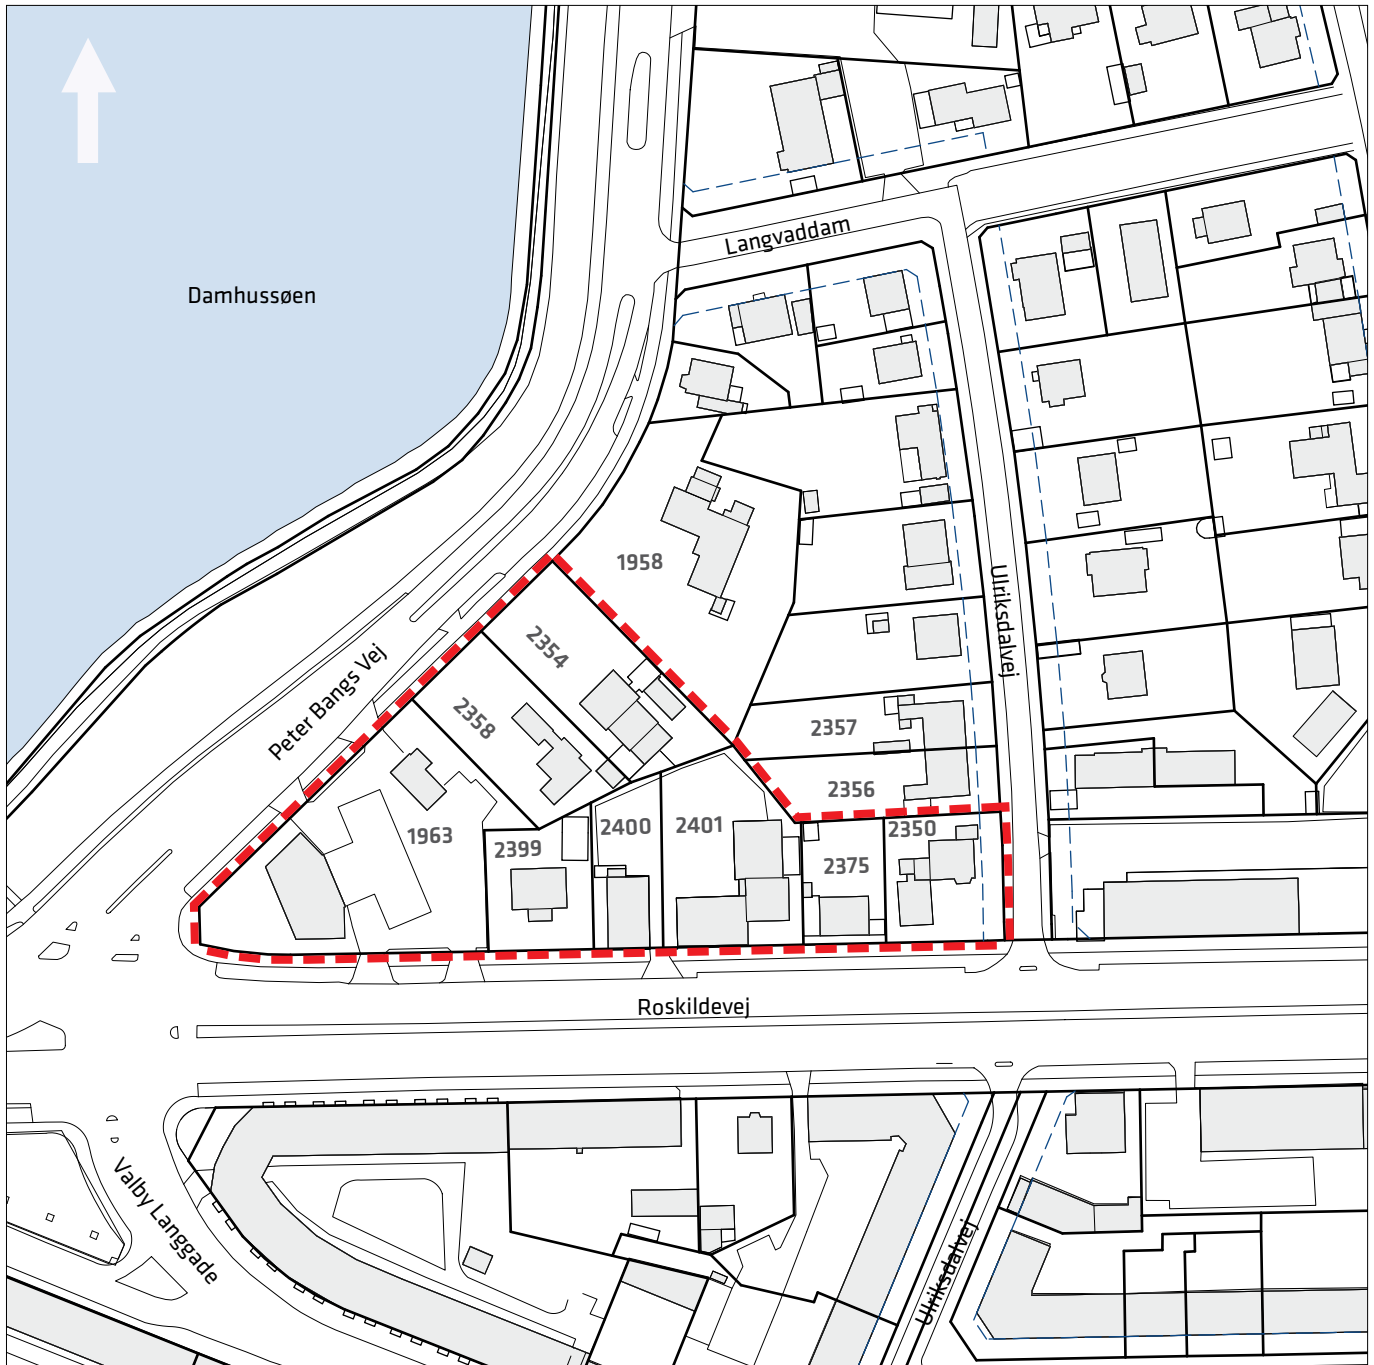 Langvaddam
Damhussøen
1958
Ulriksdalvej
2354
Peter Bangs Vej
2358
2357
2356
1963
2399
2400
2401
2375
2350
Roskildevej
Valby Langgade
Ulriksdalvej